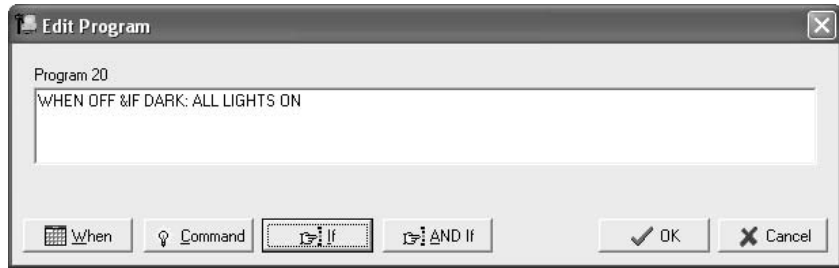 Edit Program
Program 20
WHEN OFF &IF DARK: ALL LIGHTS ON
When Command If AND If OK Cancel